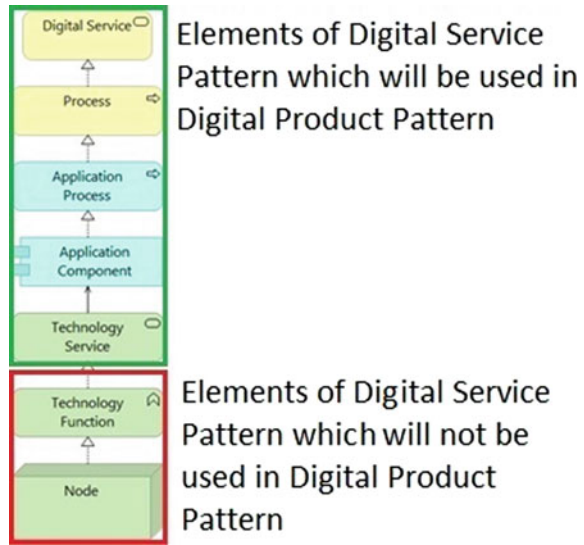 Digital Service
Elements of Digital Service
Pattern which will be used in
Digital Product Pattern
Process
Application
Process
Application
Component
Technology
Service
Technology
Function
Node
Elements of Digital Service
Pattern which will not be
used in Digital Product
Pattern